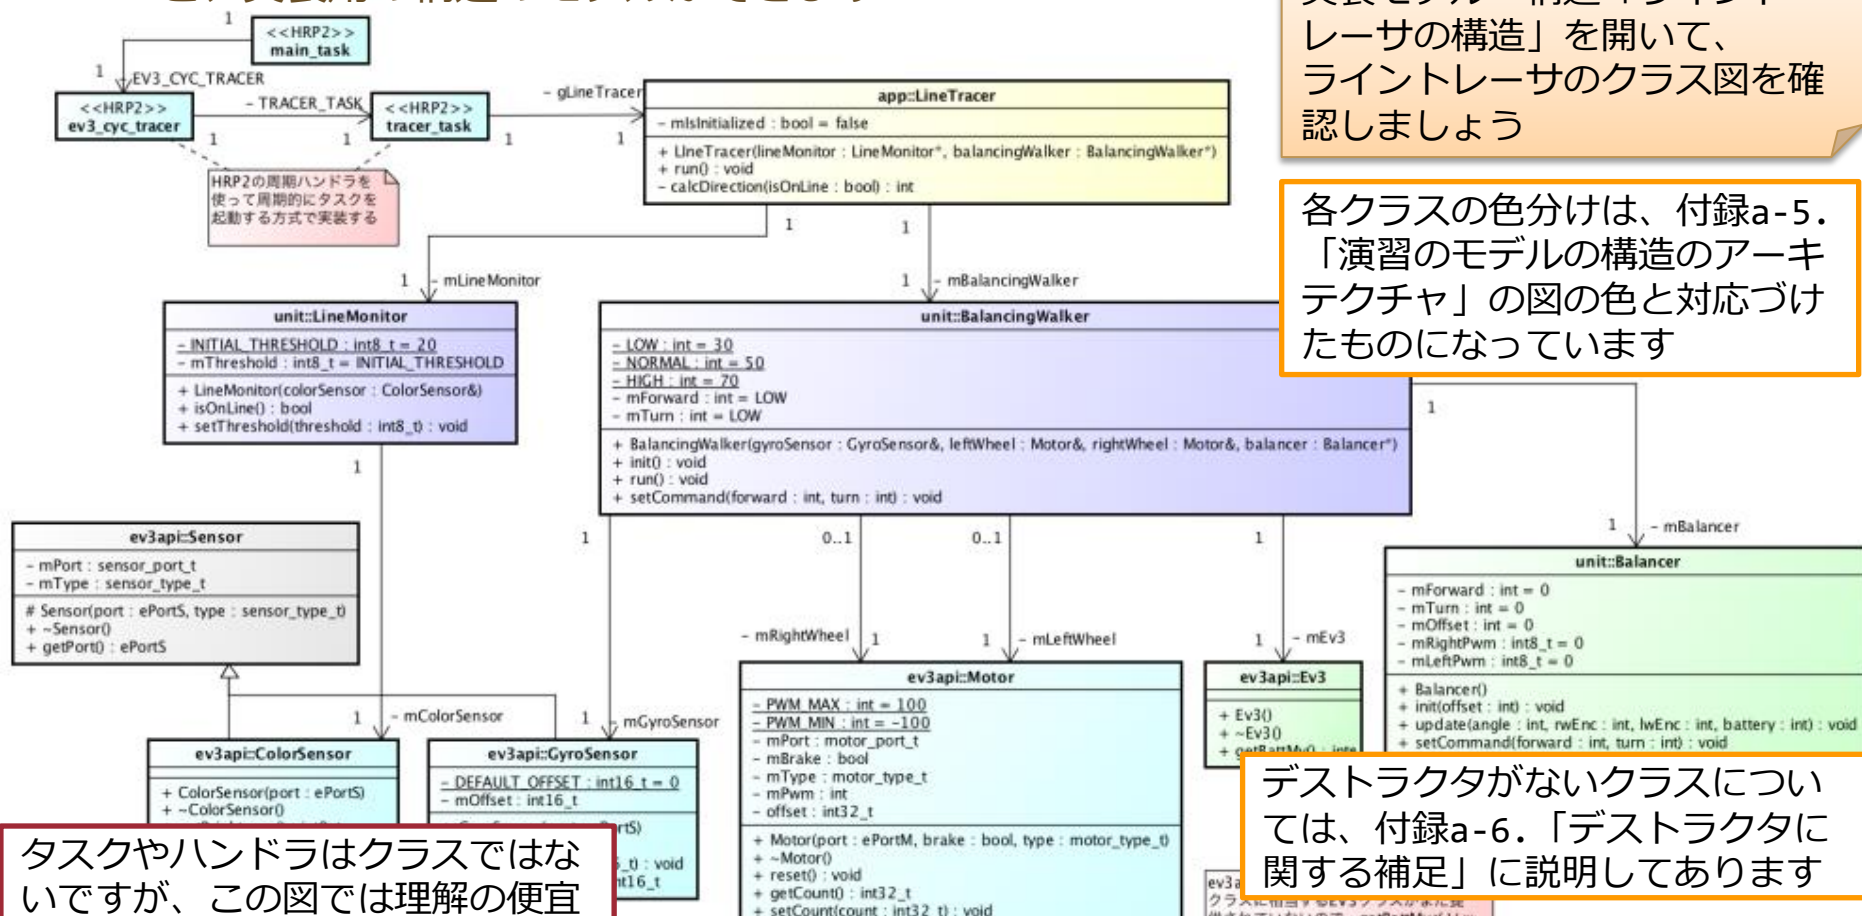 1
<<HRP2>>
main_task
1
EV3_CYC_TRACER
<<HRP2>>
ev3_cyc_tracer
- TRACER_TASK
1
1
<<HRP2>>
tracer_task
1
- gLineTracer
1
HRP2の周期ハンドラを
使って周期的にタスクを
起動する方式で実装する
app::LineTracer
- mIsInitialized : bool = false
+ LineTracer(lineMonitor : LineMonitor*, balancingWalker : BalancingWalker*)
+ run() : void
- calcDirection(isOnLine : bool) : int
レーサの構造」を開いて、
ライントレーサのクラス図を確
認しましょう
各クラスの色分けは、付録a-5.
「演習のモデルの構造のアーキ
テクチャ」の図の色と対応づけ
たものになっています
1
1
1
- mLineMonitor
1
- mBalancingWalker
unit::LineMonitor
- INITIAL_THRESHOLD : int8_t = 20
- mThreshold : int8_t = INITIAL_THRESHOLD
+ LineMonitor(colorSensor : ColorSensor&)
+ isOnLine() : bool
+ setThreshold(threshold : int8_t) : void
unit::BalancingWalker
- LOW : int = 30
- NORMAL : int = 50
- HIGH : int = 70
- mForward : int = LOW
- mTurn : int = LOW
+ BalancingWalker(gyroSensor : GyroSensor&, leftWheel : Motor&, rightWheel : Motor&, balancer : Balancer*)
+ init() : void
+ run() : void
+ setCommand(forward : int, turn : int) : void
1
1
1
0..1
0..1
1
1
- mBalancer
ev3api::Sensor
- mPort : sensor_port_t
- mType : sensor_type_t
# Sensor(port : ePortS, type : sensor_type_t)
+ ~Sensor()
+ getPort() : ePortS
unit::Balancer
- mForward : int = 0
- mTurn : int = 0
- mOffset : int = 0
- mRightPwm : int8_t = 0
- mLeftPwm : int8_t = 0
+ Balancer()
+ init(offset : int) : void
+ update(angle : int, rwEnc : int, lwEnc : int, battery : int) : void
+ setCommand(forward : int, turn : int) : void
1
- mColorSensor
1
- mGyroSensor
- mRightWheel
1
1
- mLeftWheel
1
- mEv3
ev3api::ColorSensor
+ ColorSensor(port : ePortS)
+ ~ColorSensor()
ev3api::GyroSensor
- DEFAULT_OFFSET : int16_t = 0
- mOffset : int16_t
ev3api::Motor
- PWM_MAX : int = 100
- PWM_MIN : int = -100
- mPort : motor_port_t
- mBrake : bool
- mType : motor_type_t
- mPwm : int
- offset : int32_t
+ Motor(port : ePortM, brake : bool, type : motor_type_t)
+ ~Motor()
+ reset() : void
+ getCount() : int32_t
+ setCount(count : int32_t) : void
ev3api::Ev3
+ Ev3()
+ ~Ev3()
デストラクタがないクラスについ
ては、付録a-6.「デストラクタに
関する補足」に説明してあります
タスクやハンドラはクラスではな
いですが、この図では理解の便宜